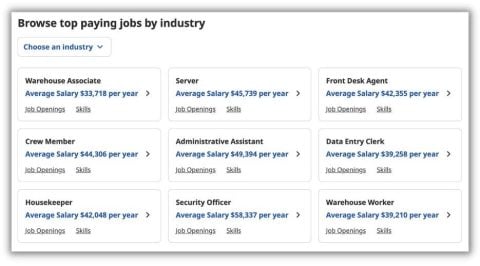 Browse top paying jobs by industry
Choose an industry
Warehouse Associate
Average Salary $33,718 per year
Job Openings Skills
Server
Average Salary $45,739 per year
Job Openings Skills
Front Desk Agent
Average Salary $42,355 per year
Job Openings Skills
Crew Member
Average Salary $44,306 per year
Job Openings Skills
Administrative Assistant
Average Salary $49,394 per year
Job Openings Skills
Data Entry Clerk
Average Salary $39,258 per year
Job Openings Skills
Housekeeper
Average Salary $42,048 per year
Job Openings Skills
Security Officer
Average Salary $58,337 per year
Job Openings Skills
Warehouse Worker
Average Salary $39,210 per year
Job Openings Skills